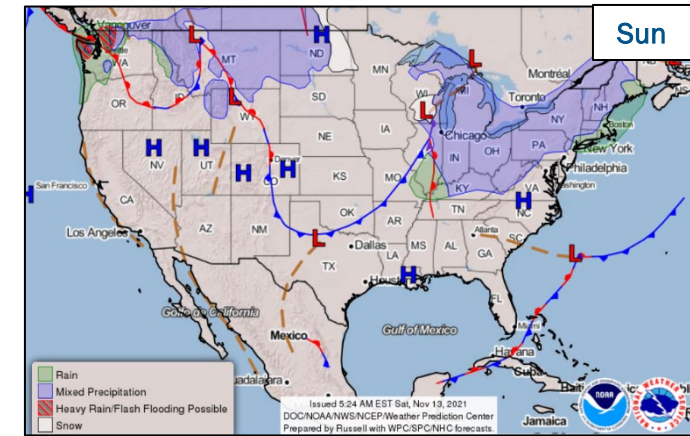 Sun
Vancouver
WA
H
L
MT
ND
MN
L
Montréal
OR
L
SD
WI
MI
Toronto
L
NH
WY
IA
Chicago
NY
Boston
NE
PA
New York
H
H
H
H
Denver
IN
OH
Philadelphia
NV
UT
CO
KS
MO
KY
VA
Washington
San Francisco
H
CA
OK
TN
H
NC
Los Angeles
AZ
NM
AR
Atlanta
SC
L
Dallas
MS
AL
GA
L
TX
LA
H
Houston
FL
Golfo de California
Gulf of Mexico
Miami
Mexico
Havana
Cuba
Rain
Mixed Precipitation
Heavy Rain/Flash Flooding Possible
Snow
Issued 5:24 AM EST Sat, Nov 13, 2021
DOC/NOAA/NWS/NCEP/Weather Prediction Center
Prepared by Russell with WPC/SPC/NHC forecasts.
Jamaica
NOAA